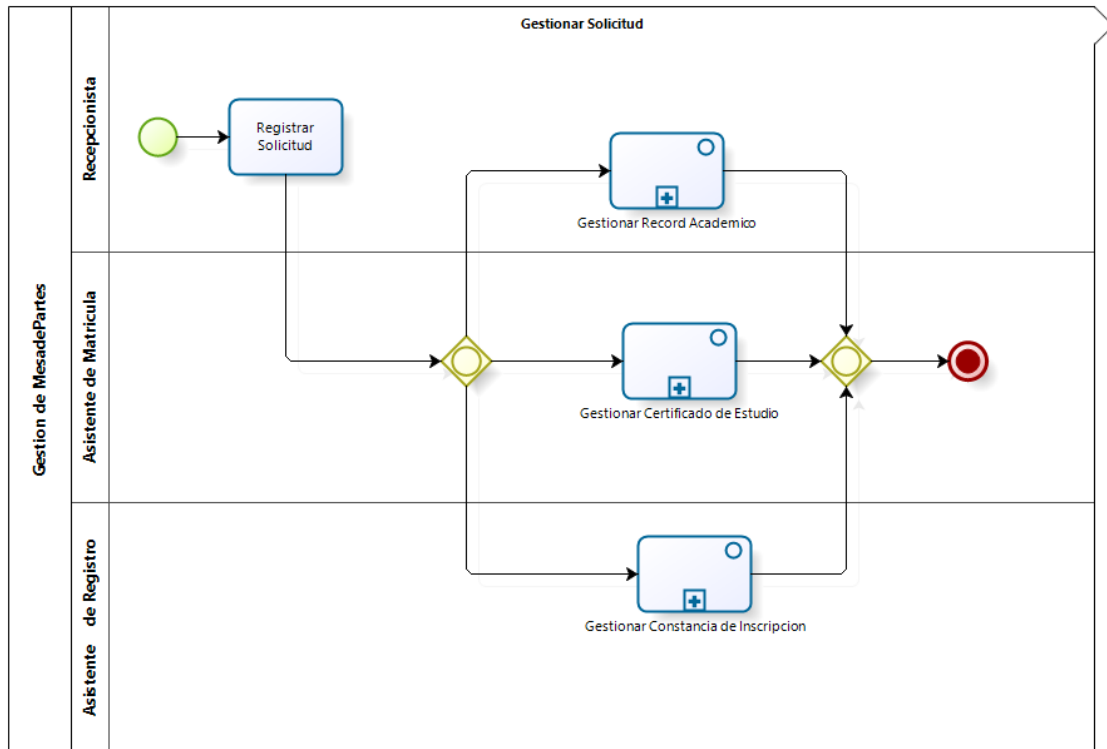 Gestionar Solicitud
Gestion de MesadePartes
Recepcionista
Registrar
Solicitud
Gestionar Record Academico
Asistente de Matricula
Gestionar Certificado de Estudio
Asistente de Registro
Gestionar Constancia de Inscripcion